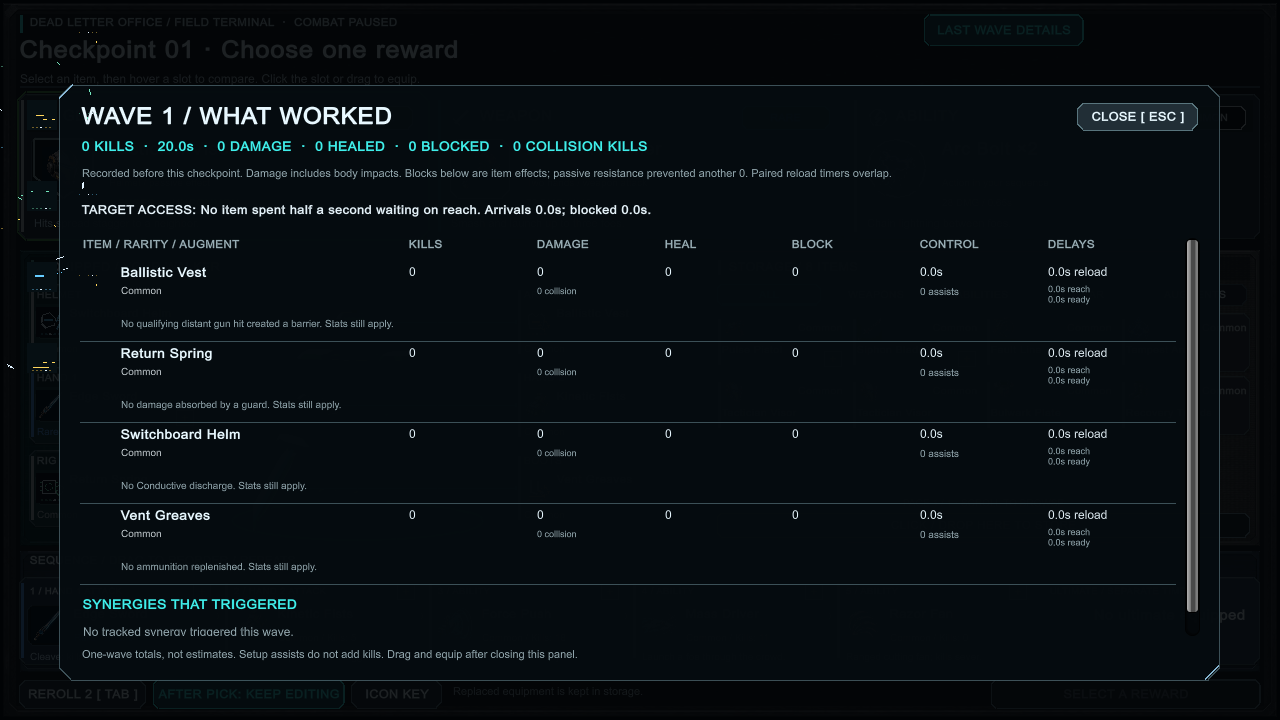 DEAD LETTER OFFICE / FIELD TERMINAL · COMBAT PAUSED
LAST WAVE DETAILS
Checkpoint 01 · Choose one reward
Select an item, then hover a slot to compare. Click the slot or drag to equip.
WAVE 1 / WHAT WORKED
CLOSE [ ESC ]
0 KILLS · 20.0s · 0 DAMAGE · 0 HEALED · 0 BLOCKED · 0 COLLISION KILLS
Recorded before this checkpoint. Damage includes body impacts. Blocks below are item effects; passive resistance prevented another 0. Paired reload timers overlap.
TARGET ACCESS: No item spent half a second waiting on reach. Arrivals 0.0s; blocked 0.0s.
ITEM / RARITY / AUGMENT KILLS DAMAGE HEAL BLOCK CONTROL DELAYS
Ballistic Vest 0 0 0 0 0.0s 0.0s reload
Common 0 collision 0 assists 0.0s reach
0.0s ready
No qualifying distant gun hit created a barrier. Stats still apply.
Return Spring 0 0 0 0 0.0s 0.0s reload
Common 0 collision 0 assists 0.0s reach
0.0s ready
No damage absorbed by a guard. Stats still apply.
Switchboard Helm 0 0 0 0 0.0s 0.0s reload
Common 0 collision 0 assists 0.0s reach
0.0s ready
No Conductive discharge. Stats still apply.
Vent Greaves 0 0 0 0 0.0s 0.0s reload
Common 0 collision 0 assists 0.0s reach
0.0s ready
No ammunition replenished. Stats still apply.
SYNERGIES THAT TRIGGERED
No tracked synergy triggered this wave.
One-wave totals, not estimates. Setup assists do not add kills. Drag and equip after closing this panel.
REROLL 2 [ TAB ] AFTER PICK: KEEP EDITING ICON KEY Replaced equipment is kept in storage. SELECT A REWARD